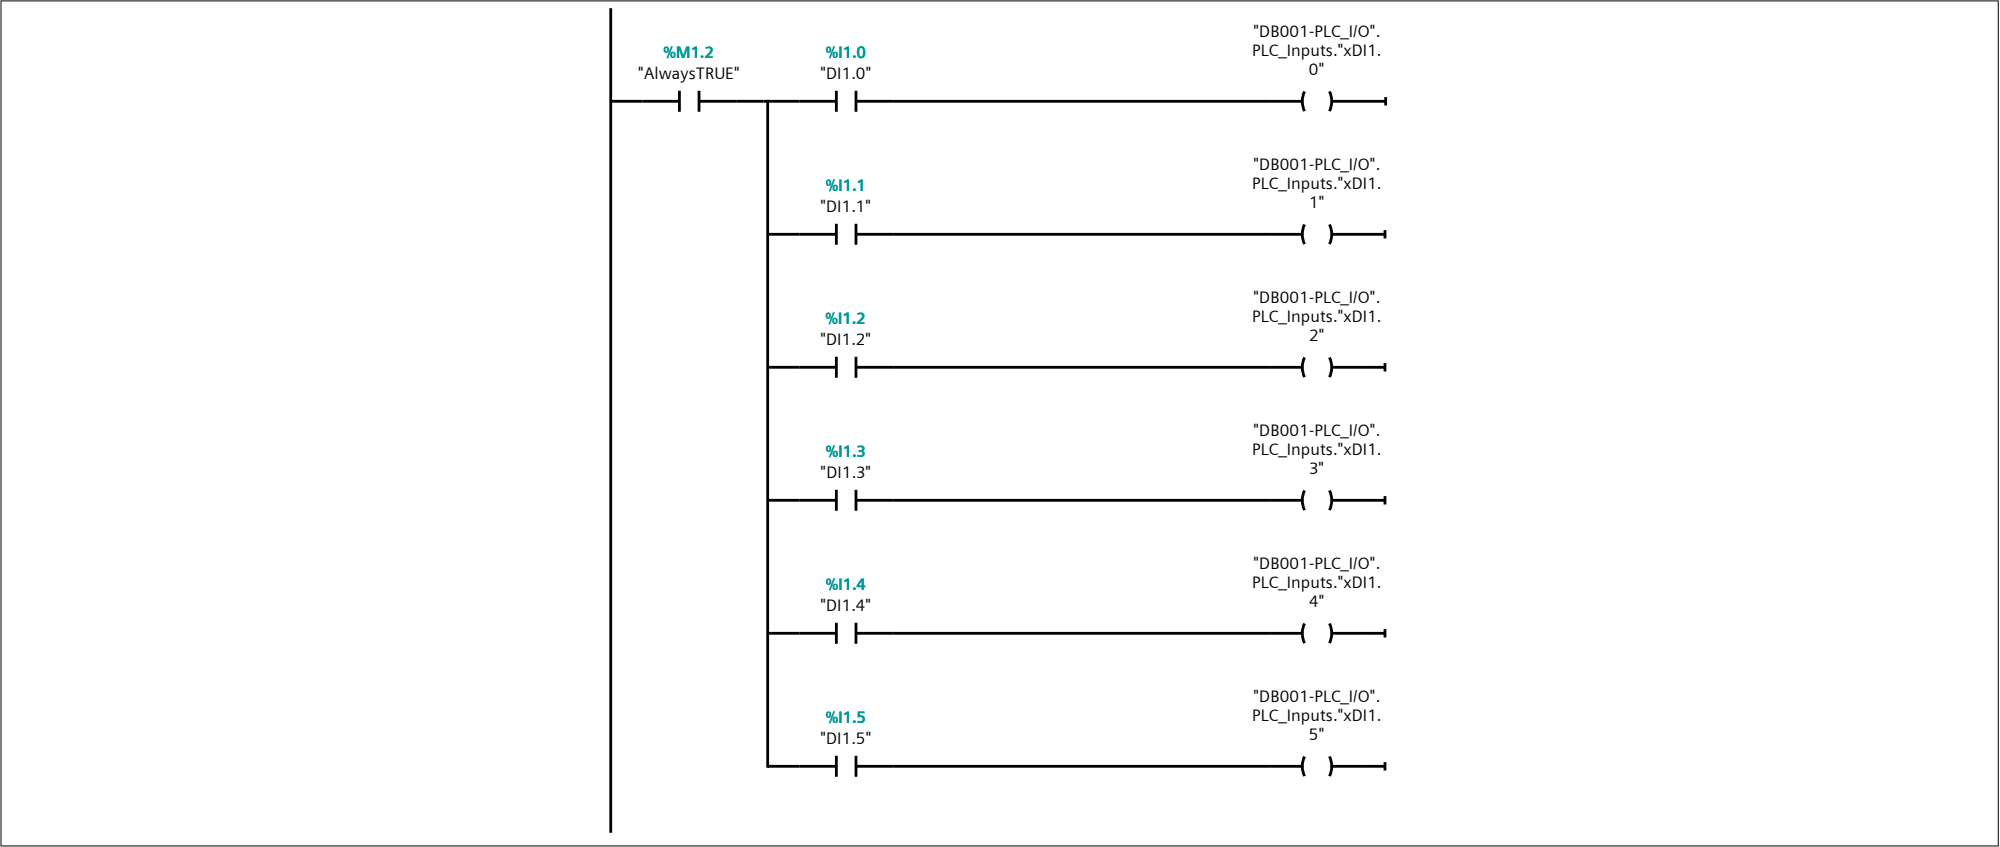 "DB001-PLC_I/O".
PLC_Inputs."xDI1.
0"
%M1.2
"AlwaysTRUE"
%I1.0
"DI1.0"
"DB001-PLC_I/O".
PLC_Inputs."xDI1.
1"
%I1.1
"DI1.1"
"DB001-PLC_I/O".
PLC_Inputs."xDI1.
2"
%I1.2
"DI1.2"
"DB001-PLC_I/O".
PLC_Inputs."xDI1.
3"
%I1.3
"DI1.3"
"DB001-PLC_I/O".
PLC_Inputs."xDI1.
4"
%I1.4
"DI1.4"
"DB001-PLC_I/O".
PLC_Inputs."xDI1.
5"
%I1.5
"DI1.5"